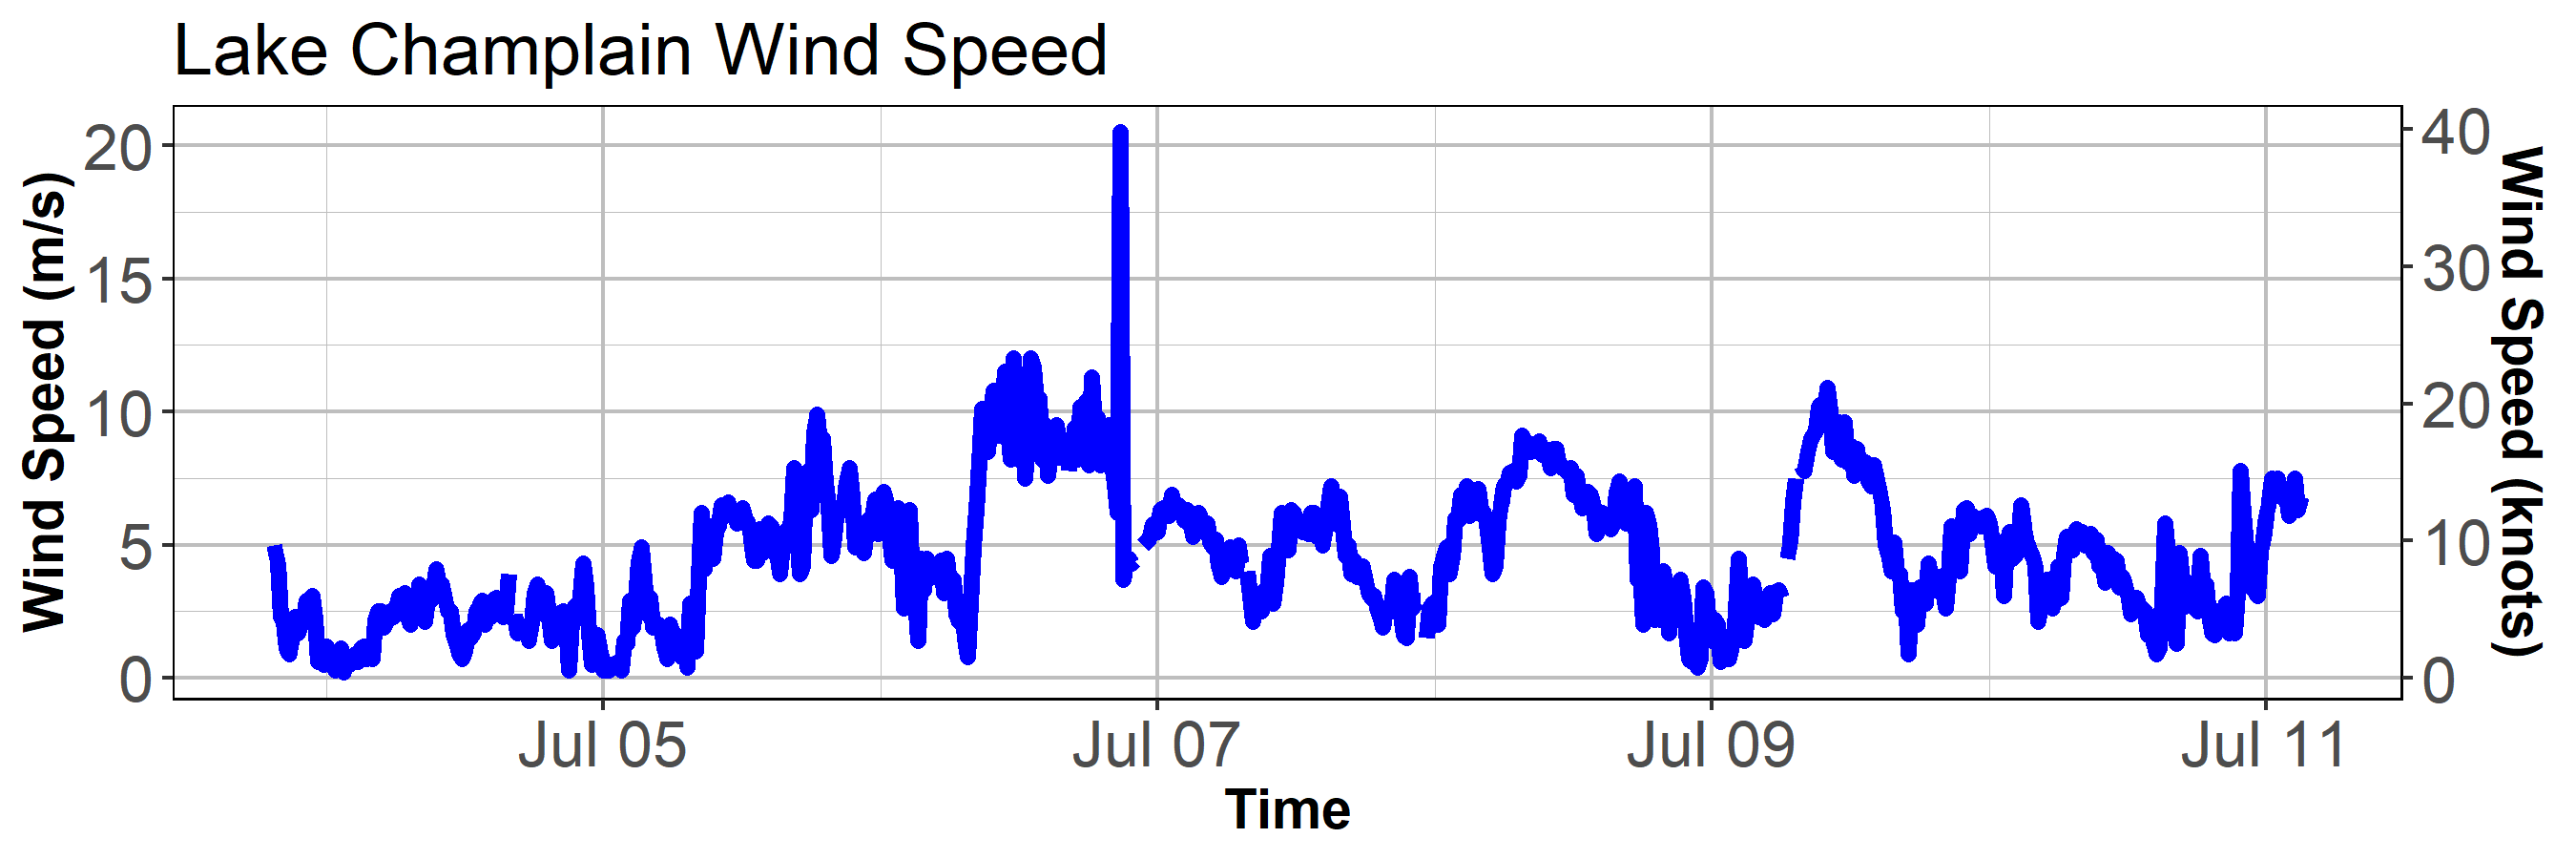 Lake Champlain Wind Speed
Wind Speed (m/s)
20
15
10
5
0
40
30
20
10
0
Wind Speed (knots)
Jul 05
Jul 07
Jul 09
Jul 11
Time